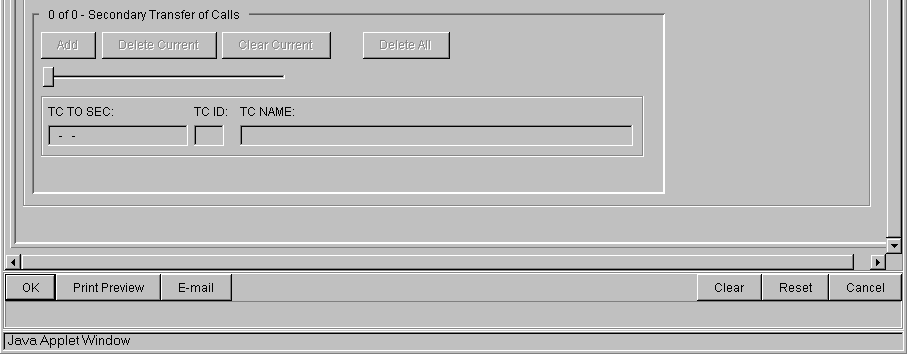 0 of 0 - Secondary Transfer of Calls
Add Delete Current Clear Current Delete All
TC TO SEC: TC ID: TC NAME:
- -
OK Print Preview E-mail Clear Reset Cancel
Java Applet Window